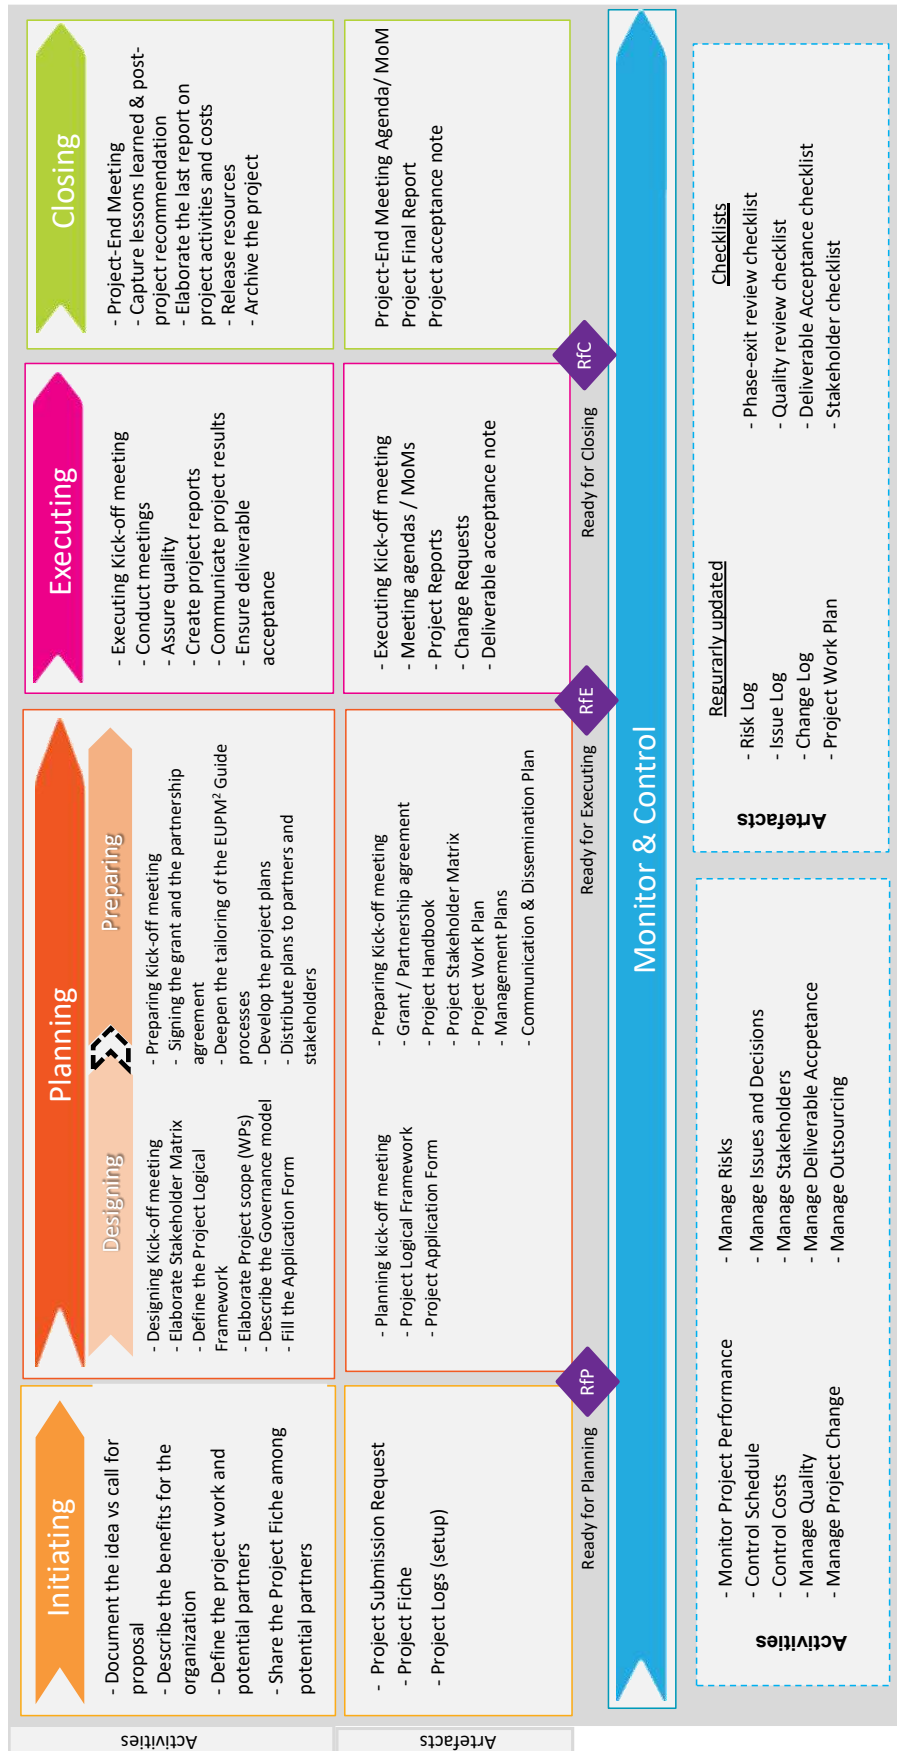 Activities
Artefacts
Initiating
- Document the idea vs call for
proposal
- Describe the benefits for the
organization
- Define the project work and
potential partners
- Share the Project Fiche among
potential partners
- Project Submission Request
- Project Fiche
- Project Logs (setup)
Planning
Designing
- Designing Kick-off meeting
- Elaborate Stakeholder Matrix
- Define the Project Logical
Framework
- Elaborate Project scope (WPs)
- Describe the Governance model
- Fill the Application Form
Preparing
- Preparing Kick-off meeting
- Signing the grant and the partnership
agreement
- Deepen the tailoring of the EUPM² Guide
processes
- Develop the project plans
- Distribute plans to partners and
stakeholders
- Planning kick-off meeting
- Project Logical Framework
- Project Application Form
- Preparing Kick-off meeting
- Grant / Partnership agreement
- Project Handbook
- Project Stakeholder Matrix
- Project Work Plan
- Management Plans
- Communication & Dissemination Plan
Executing
- Executing Kick-off meeting
- Conduct meetings
- Assure quality
- Create project reports
- Communicate project results
- Ensure deliverable
acceptance
- Executing Kick-off meeting
- Meeting agendas / MoMs
- Project Reports
- Change Requests
- Deliverable acceptance note
Closing
- Project-End Meeting
- Capture lessons learned & post-
project recommendation
- Elaborate the last report on
project activities and costs
- Release resources
- Archive the project
Project-End Meeting Agenda/ MoM
Project Final Report
Project acceptance note
Ready for Planning
RfP
Ready for Executing
RfE
Ready for Closing
RfC
Monitor & Control
Activities
- Monitor Project Performance
- Control Schedule
- Control Costs
- Manage Quality
- Manage Project Change
- Manage Risks
- Manage Issues and Decisions
- Manage Stakeholders
- Manage Deliverable Accpetance
- Manage Outsourcing
Artefacts
Regurarly updated
- Risk Log
- Issue Log
- Change Log
- Project Work Plan
Checklists
- Phase-exit review checklist
- Quality review checklist
- Deliverable Acceptance checklist
- Stakeholder checklist